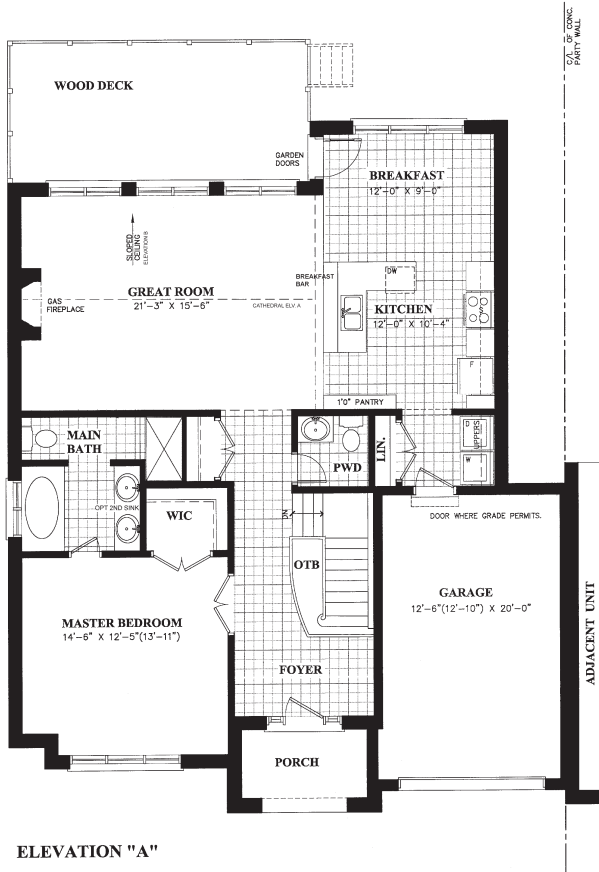 C/L OF CONC.
PARTY WALL
WOOD DECK
GARDEN
DOORS
BREAKFAST
12'-0" X 9'-0"
SLOPED
CEILING
ELEVATION B
GREAT ROOM
21'-3" X 15'-6"
BREAKFAST
BAR
DW
GAS
FIREPLACE
CATHEDRAL ELV. A
KITCHEN
12'-0" X 10'-4"
F
1'0" PANTRY
MAIN
BATH
PWD
LIN.
D
UPPERS
W
OPT 2ND SINK
WIC
DN
DOOR WHERE GRADE PERMITS.
OTB
GARAGE
12'-6"(12'-10") X 20'-0"
MASTER BEDROOM
14'-6" X 12'-5"(13'-11")
ADJACENT UNIT
FOYER
PORCH
ELEVATION "A"